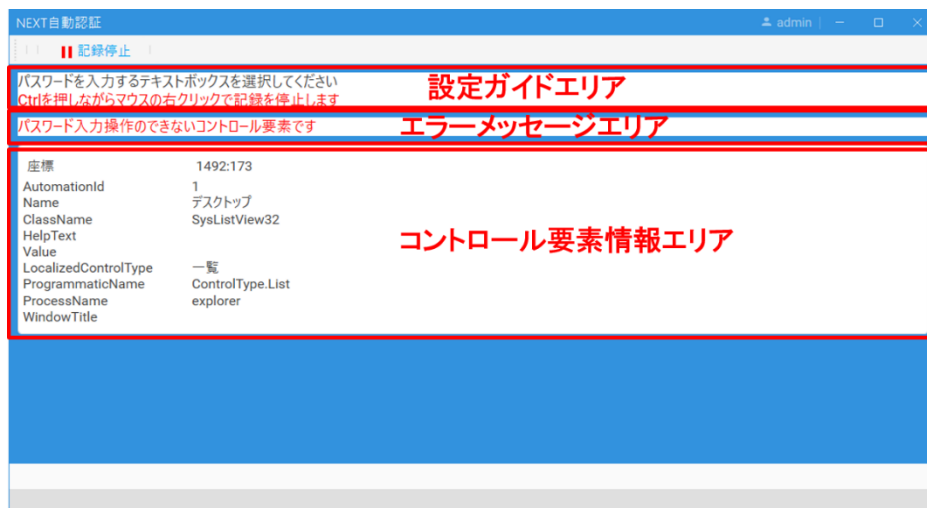 NEXT自動認証 admin
記録停止
パスワードを入力するテキストボックスを選択してください
設定ガイドエリア
Ctrlを押しながらマウスの右クリックで記録を停止します
パスワード入力操作のできないコントロール要素です エラーメッセージエリア
座標 1492:173
AutomationId 1
Name デスクトップ
ClassName SysListView32
HelpText
コントロール要素情報エリア
Value
LocalizedControlType 一覧
ProgrammaticName ControlType.List
ProcessName explorer
WindowTitle